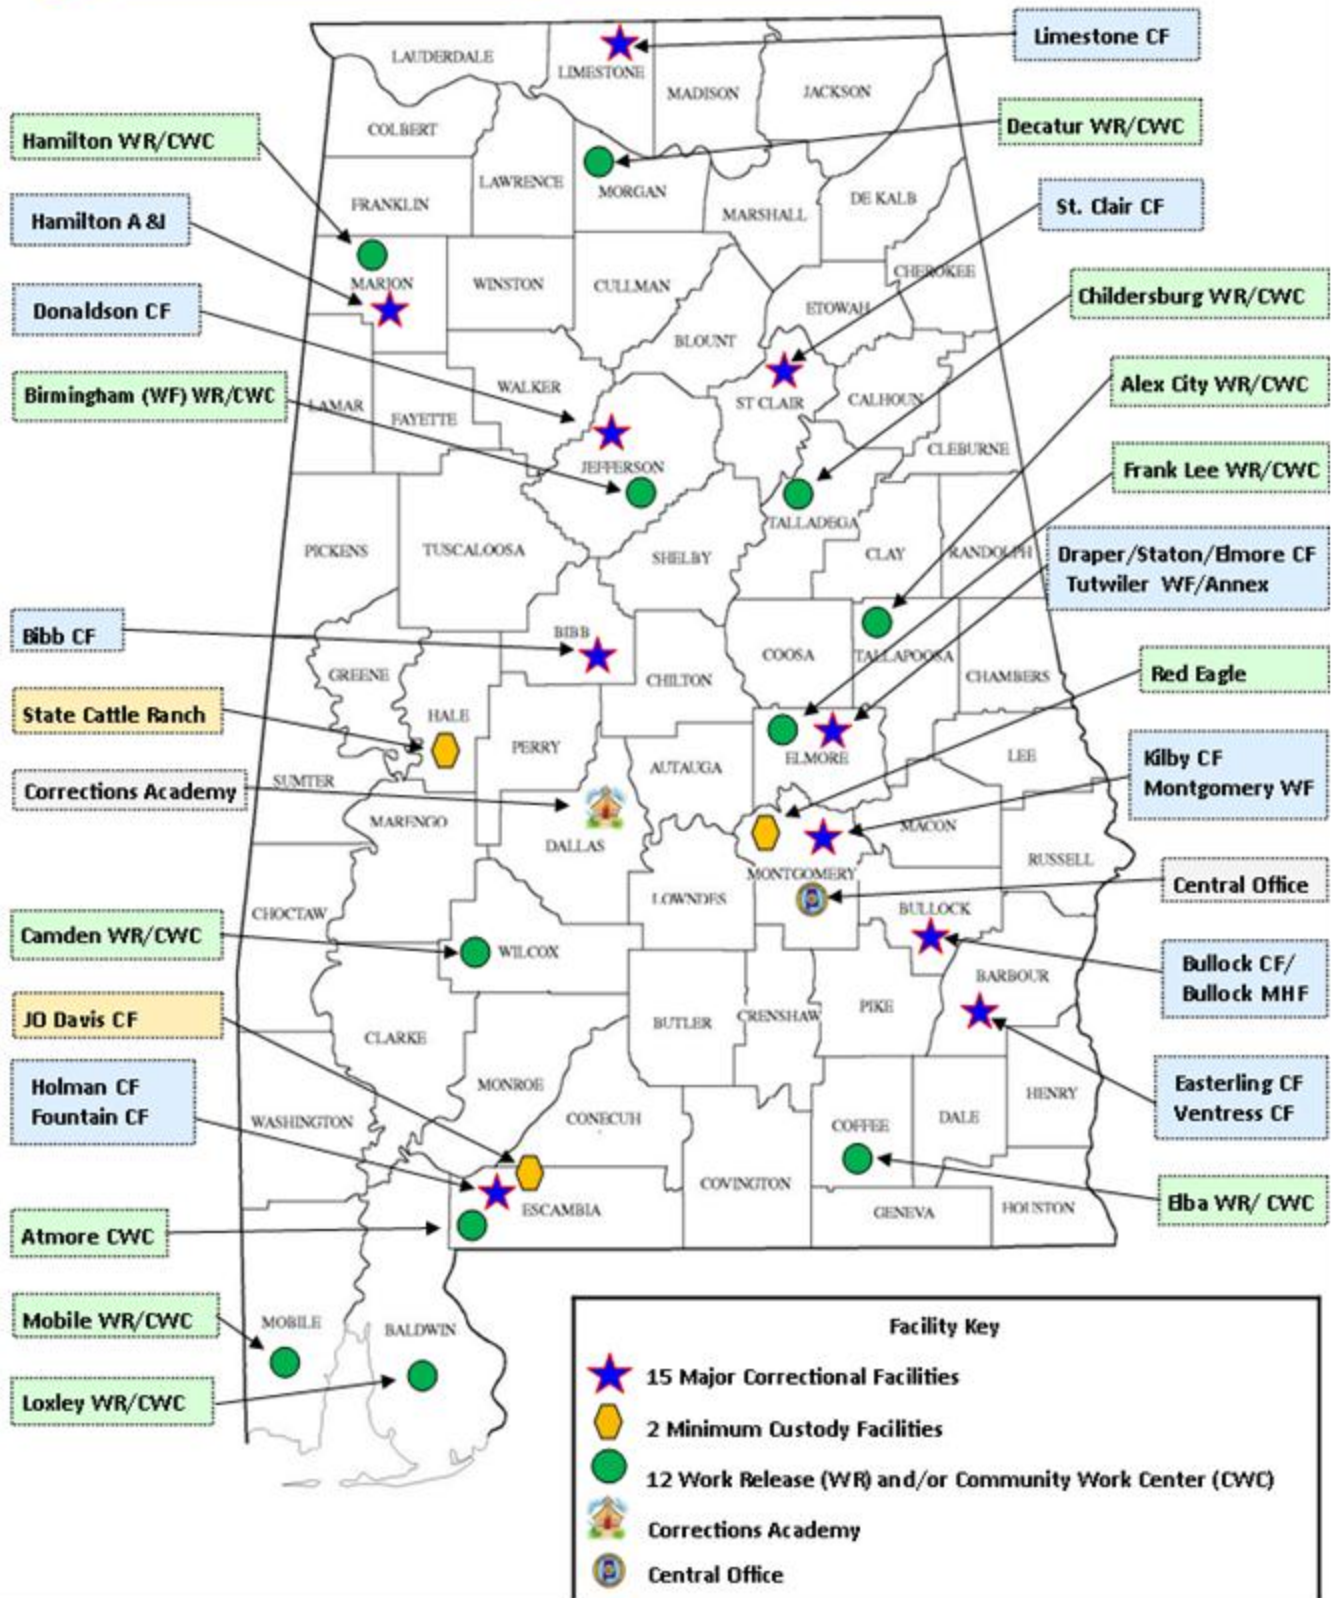 Limestone CF
LAUDERDALE
LIMESTONE
MADISON
JACKSON
Hamilton WR/CWC
COLBERT
Decatur WR/CWC
LAWRENCE
MORGAN
Hamilton A &I
FRANKLIN
MARSHALL
DE KALB
St. Clair CF
MARION
WINSTON
CULLMAN
CHEROKEE
Donaldson CF
ETOWAH
Childersburg WR/CWC
BLOUNT
Birmingham (WF) WR/CWC
LAMAR
FAYETTE
WALKER
ST CLAIR
CALHOUN
Alex City WR/CWC
JEFFERSON
CLEBURNE
Frank Lee WR/CWC
TALLADEGA
PICKENS
TUSCALOOSA
SHELBY
CLAY
RANDOLPH
Draper/Staton/Elmore CF
Tutwiler WF/Annex
Bibb CF
BIBB
COOSA
TALLAPOOSA
GREENE
CHILTON
CHAMBERS
Red Eagle
State Cattle Ranch
HALE
PERRY
AUTAUGA
ELMORE
LEE
Kilby CF
Montgomery WF
Corrections Academy
SUMTER
MARENGO
DALLAS
MACON
RUSSELL
MONTGOMERY
Central Office
CHOCTAW
LOWNDES
BULLOCK
Camden WR/CWC
WILCOX
BARBOUR
Bullock CF/
Bullock MHF
JO Davis CF
CLARKE
BUTLER
CRENSHAW
PIKE
Holman CF
Fountain CF
MONROE
Easterling CF
Ventress CF
WASHINGTON
CONECUH
COFFEE
DALE
HENRY
COVINGTON
Elba WR/ CWC
Atmore CWC
ESCAMBIA
GENEVA
HOUSTON
Mobile WR/CWC
MOBILE
BALDWIN
Loxley WR/CWC
Facility Key
15 Major Correctional Facilities
2 Minimum Custody Facilities
12 Work Release (WR) and/or Community Work Center (CWC)
Corrections Academy
Central Office